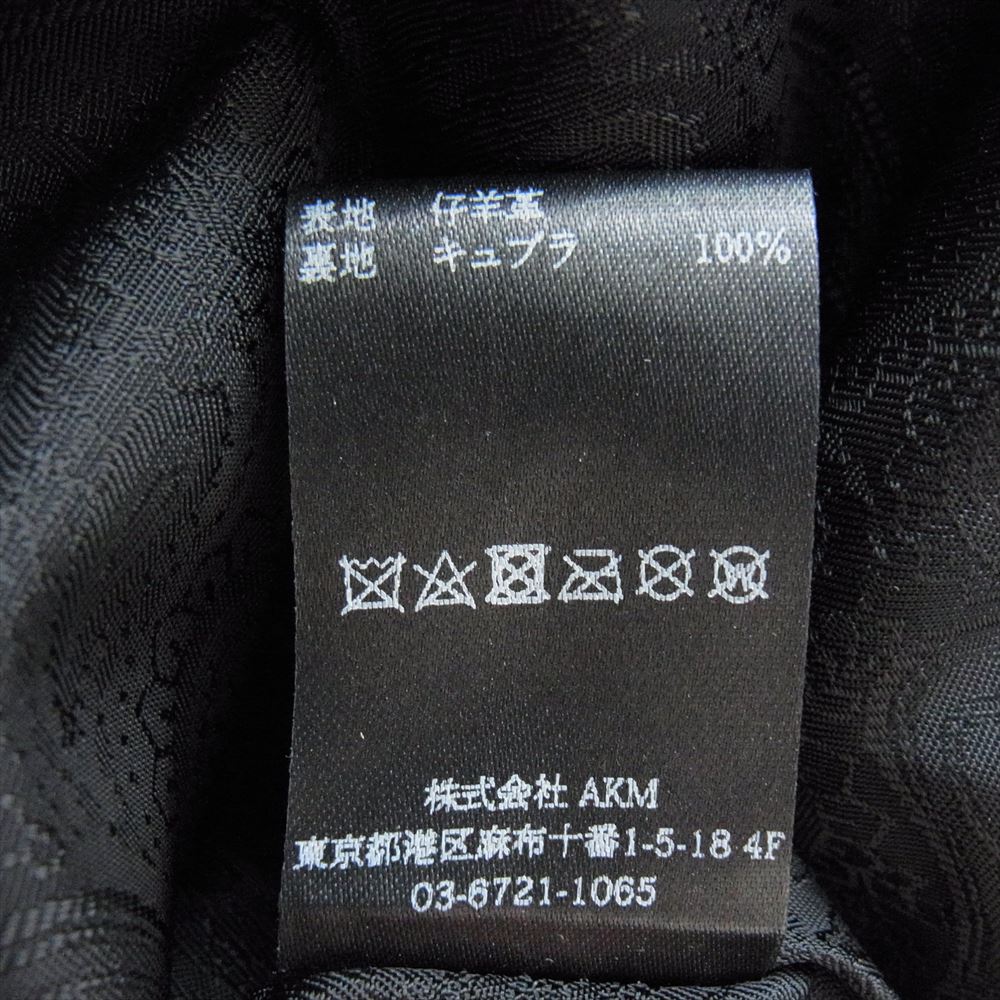 表地 仔羊革
裏地 キュプラ 100%
W
株式会社 AKM
東京都港区麻布十番1-5-18 4F
03-6721-1065